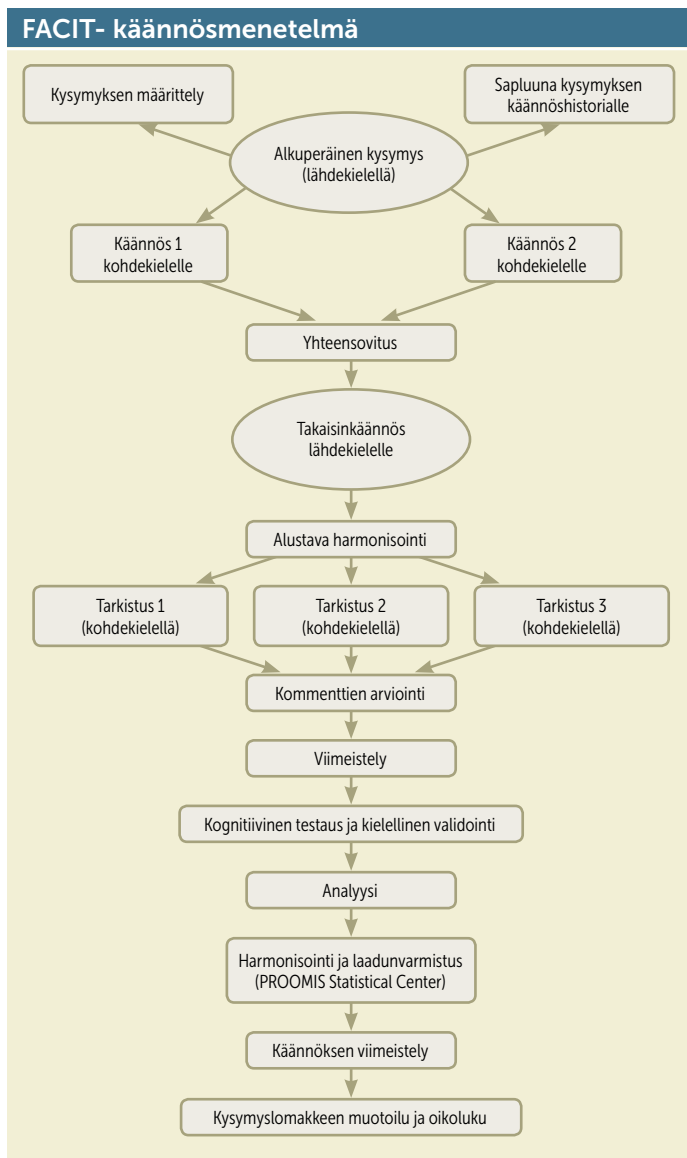 FACIT- käännösmenetelmä
Kysymyksen määrittely
Sapluuna kysymyksen
käännöshistorialle
Alkuperäinen kysymys
(lähdekielellä)
Käännös 1
kohdekielelle
Käännös 2
kohdekielelle
Yhteensovitus
Takaisinkäännös
lähdekielelle
Alustava harmonisointi
Tarkistus 1
(kohdekielellä)
Tarkistus 2
(kohdekielellä)
Tarkistus 3
(kohdekielellä)
Kommenttien arviointi
Viimeistely
Kognitiivinen testaus ja kielellinen validointi
Analyysi
Harmonisointi ja laadunvarmistus
(PROOMIS Statistical Center)
Käännöksen viimeistely
Kysymyslomakkeen muotoilu ja oikoluku